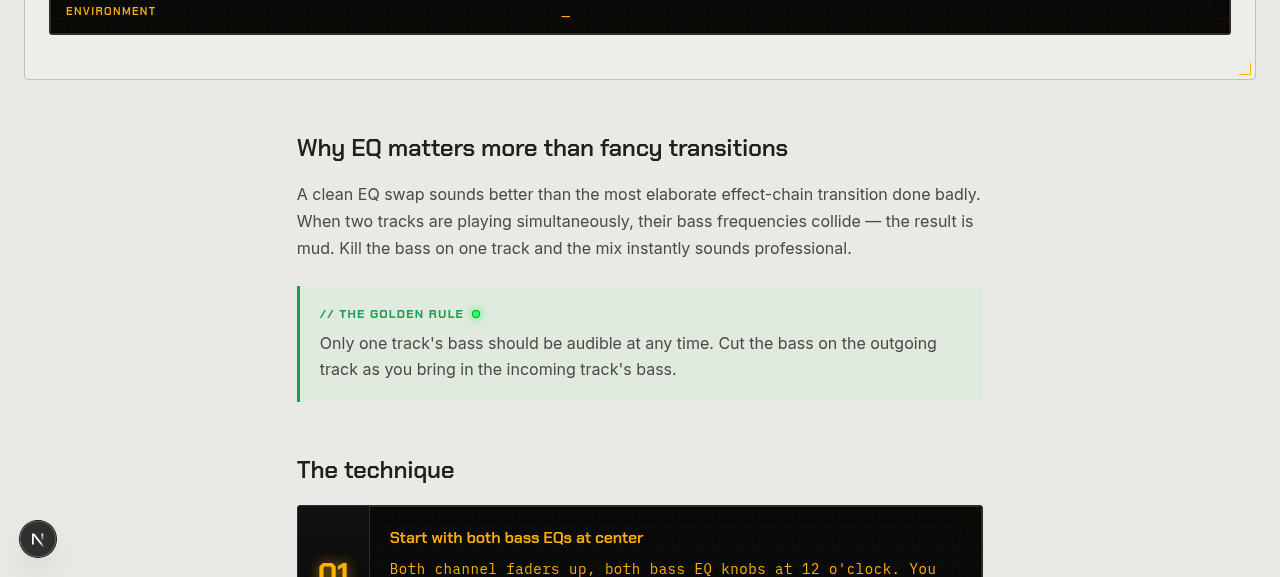 ENVIRONMENT
Why EQ matters more than fancy transitions
A clean EQ swap sounds better than the most elaborate effect-chain transition done badly.
When two tracks are playing simultaneously, their bass frequencies collide — the result is
mud. Kill the bass on one track and the mix instantly sounds professional.
// THE GOLDEN RULE
Only one track's bass should be audible at any time. Cut the bass on the outgoing
track as you bring in the incoming track's bass.
The technique
01
Start with both bass EQs at center
Both channel faders up, both bass EQ knobs at 12 o'clock. You
N